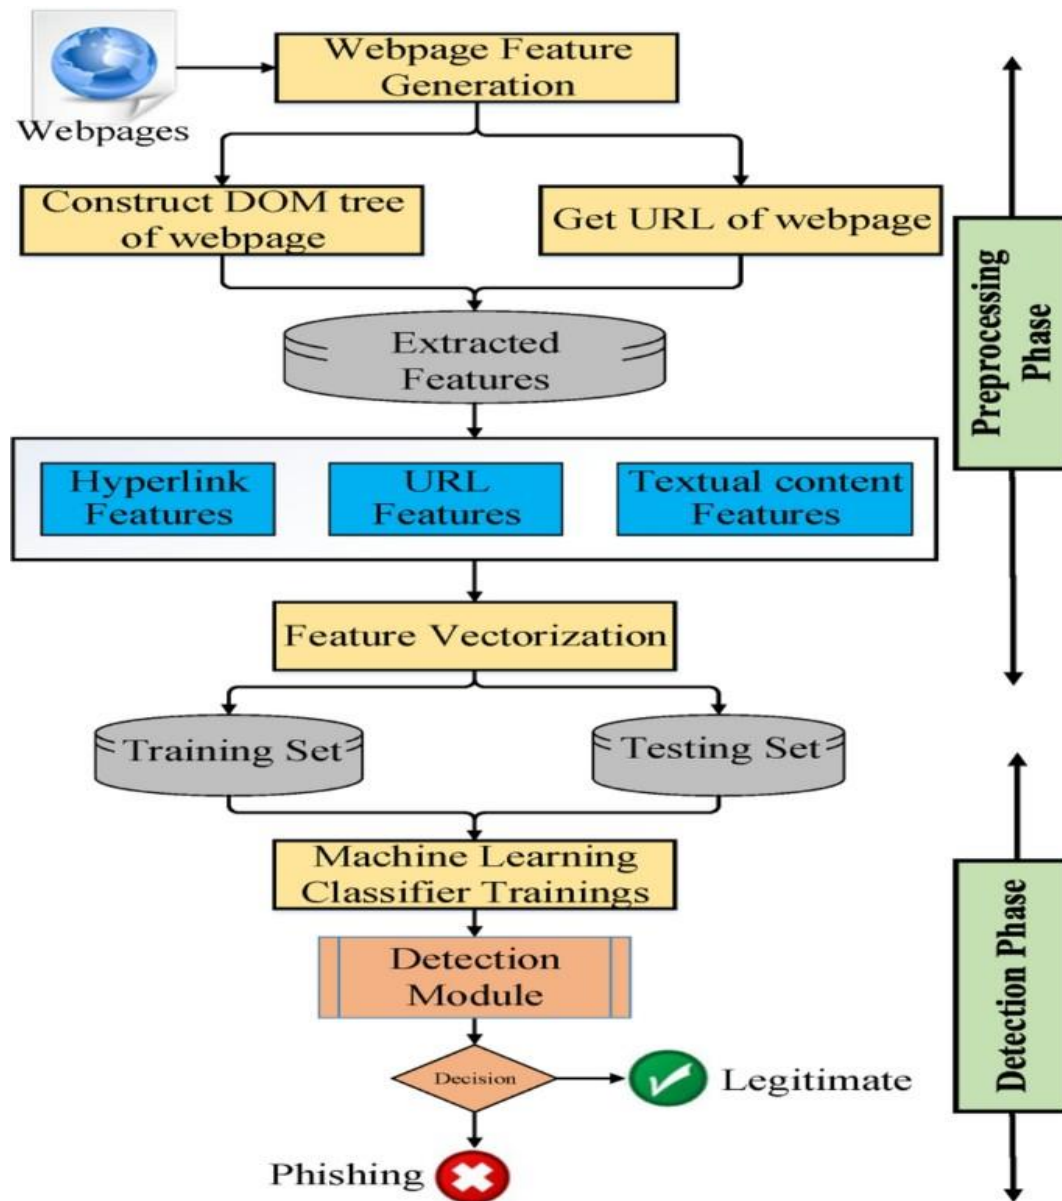 Webpage Feature
Generation
Webpages
Construct DOM tree
of webpage
Get URL of webpage
Extracted
Features
Preprocessing
Phase
Hyperlink
Features
URL
Features
Textual content
Features
Feature Vectorization
Training Set
Testing Set
Machine Learning
Classifier Trainings
Detection
Module
Detection Phase
Decision
Legitimate
Phishing